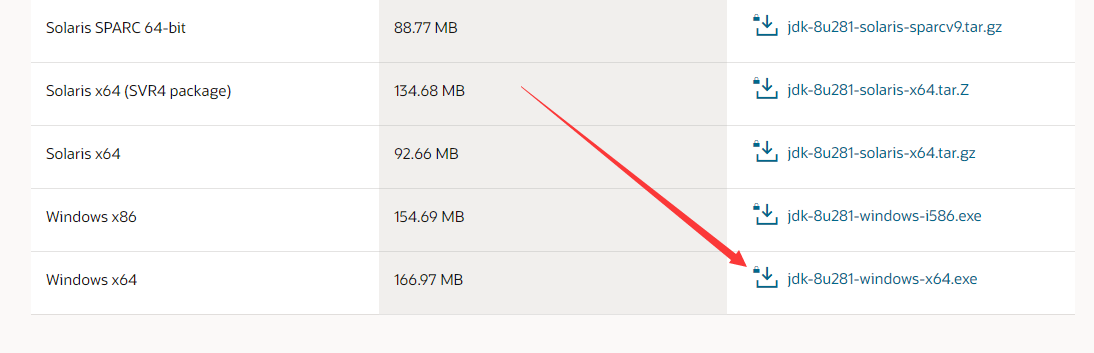 Solaris SPARC 64-bit 88.77 MB jdk-8u281-solaris-sparcv9.tar.gz
Solaris x64 (SVR4 package) 134.68 MB jdk-8u281-solaris-x64.tar.Z
Solaris x64 92.66 MB jdk-8u281-solaris-x64.tar.gz
Windows x86 154.69 MB jdk-8u281-windows-i586.exe
Windows x64 166.97 MB jdk-8u281-windows-x64.exe